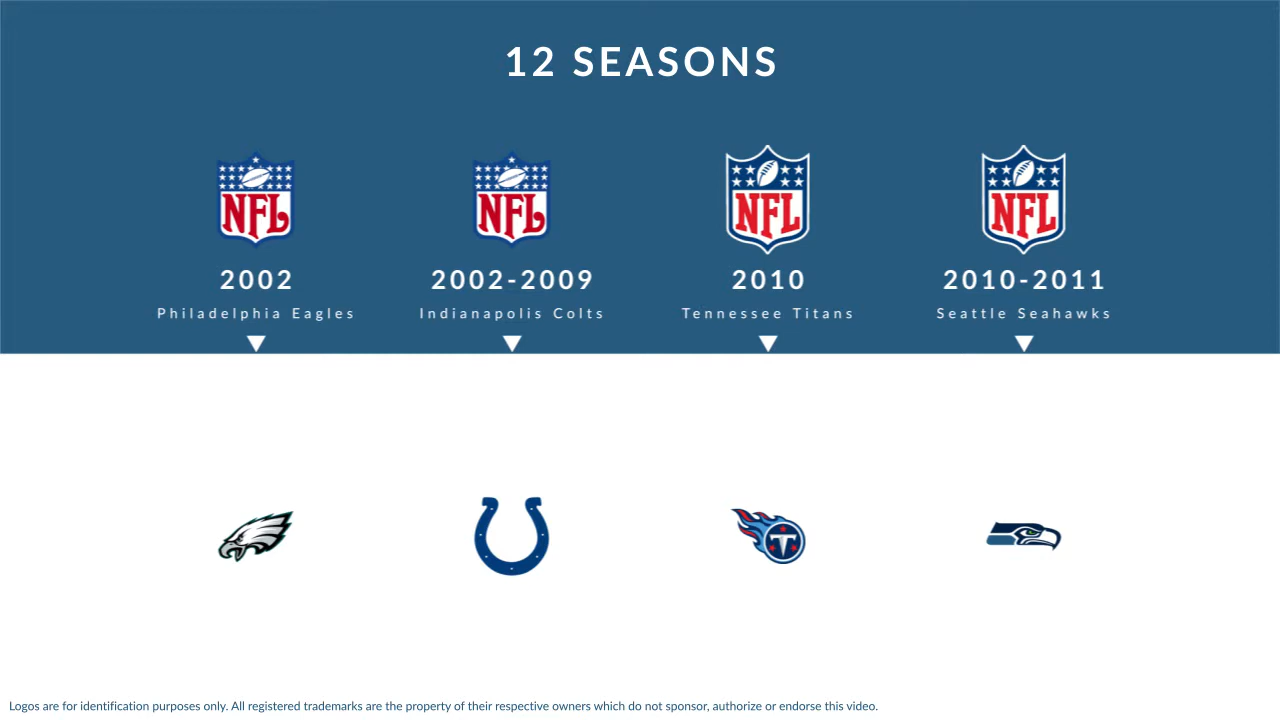 12 SEASONS
NFL NFL NFL NFL
2002 2002-2009 2010 2010-2011
Philadelphia Eagles Indianapolis Colts Tennessee Titans Seattle Seahawks
T
Logos are for identification purposes only. All registered trademarks are the property of their respective owners which do not sponsor, authorize or endorse this video.